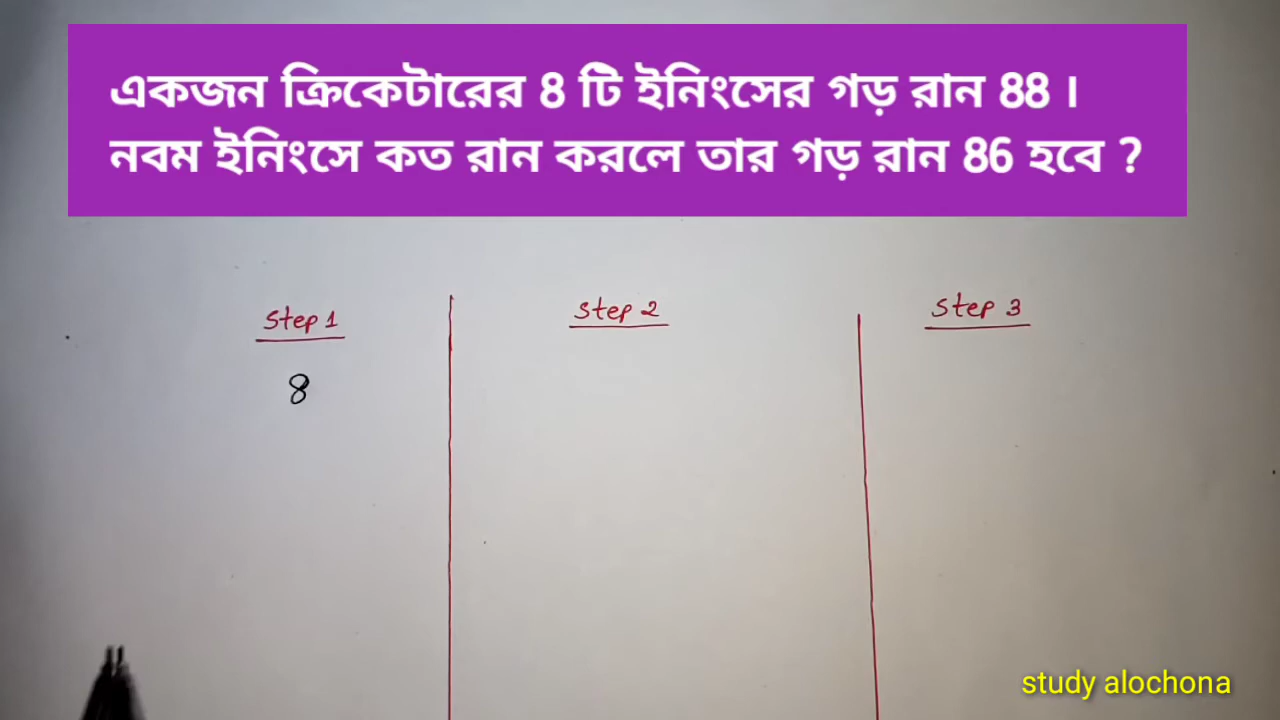 একজন ক্রিকেটারের 8 টি ইনিংসের গড় রান 88 ।
নবম ইনিংসে কত রান করলে তার গড় রান 86 হবে ?
Step 1
Step 2
Step 3
8
study alochona